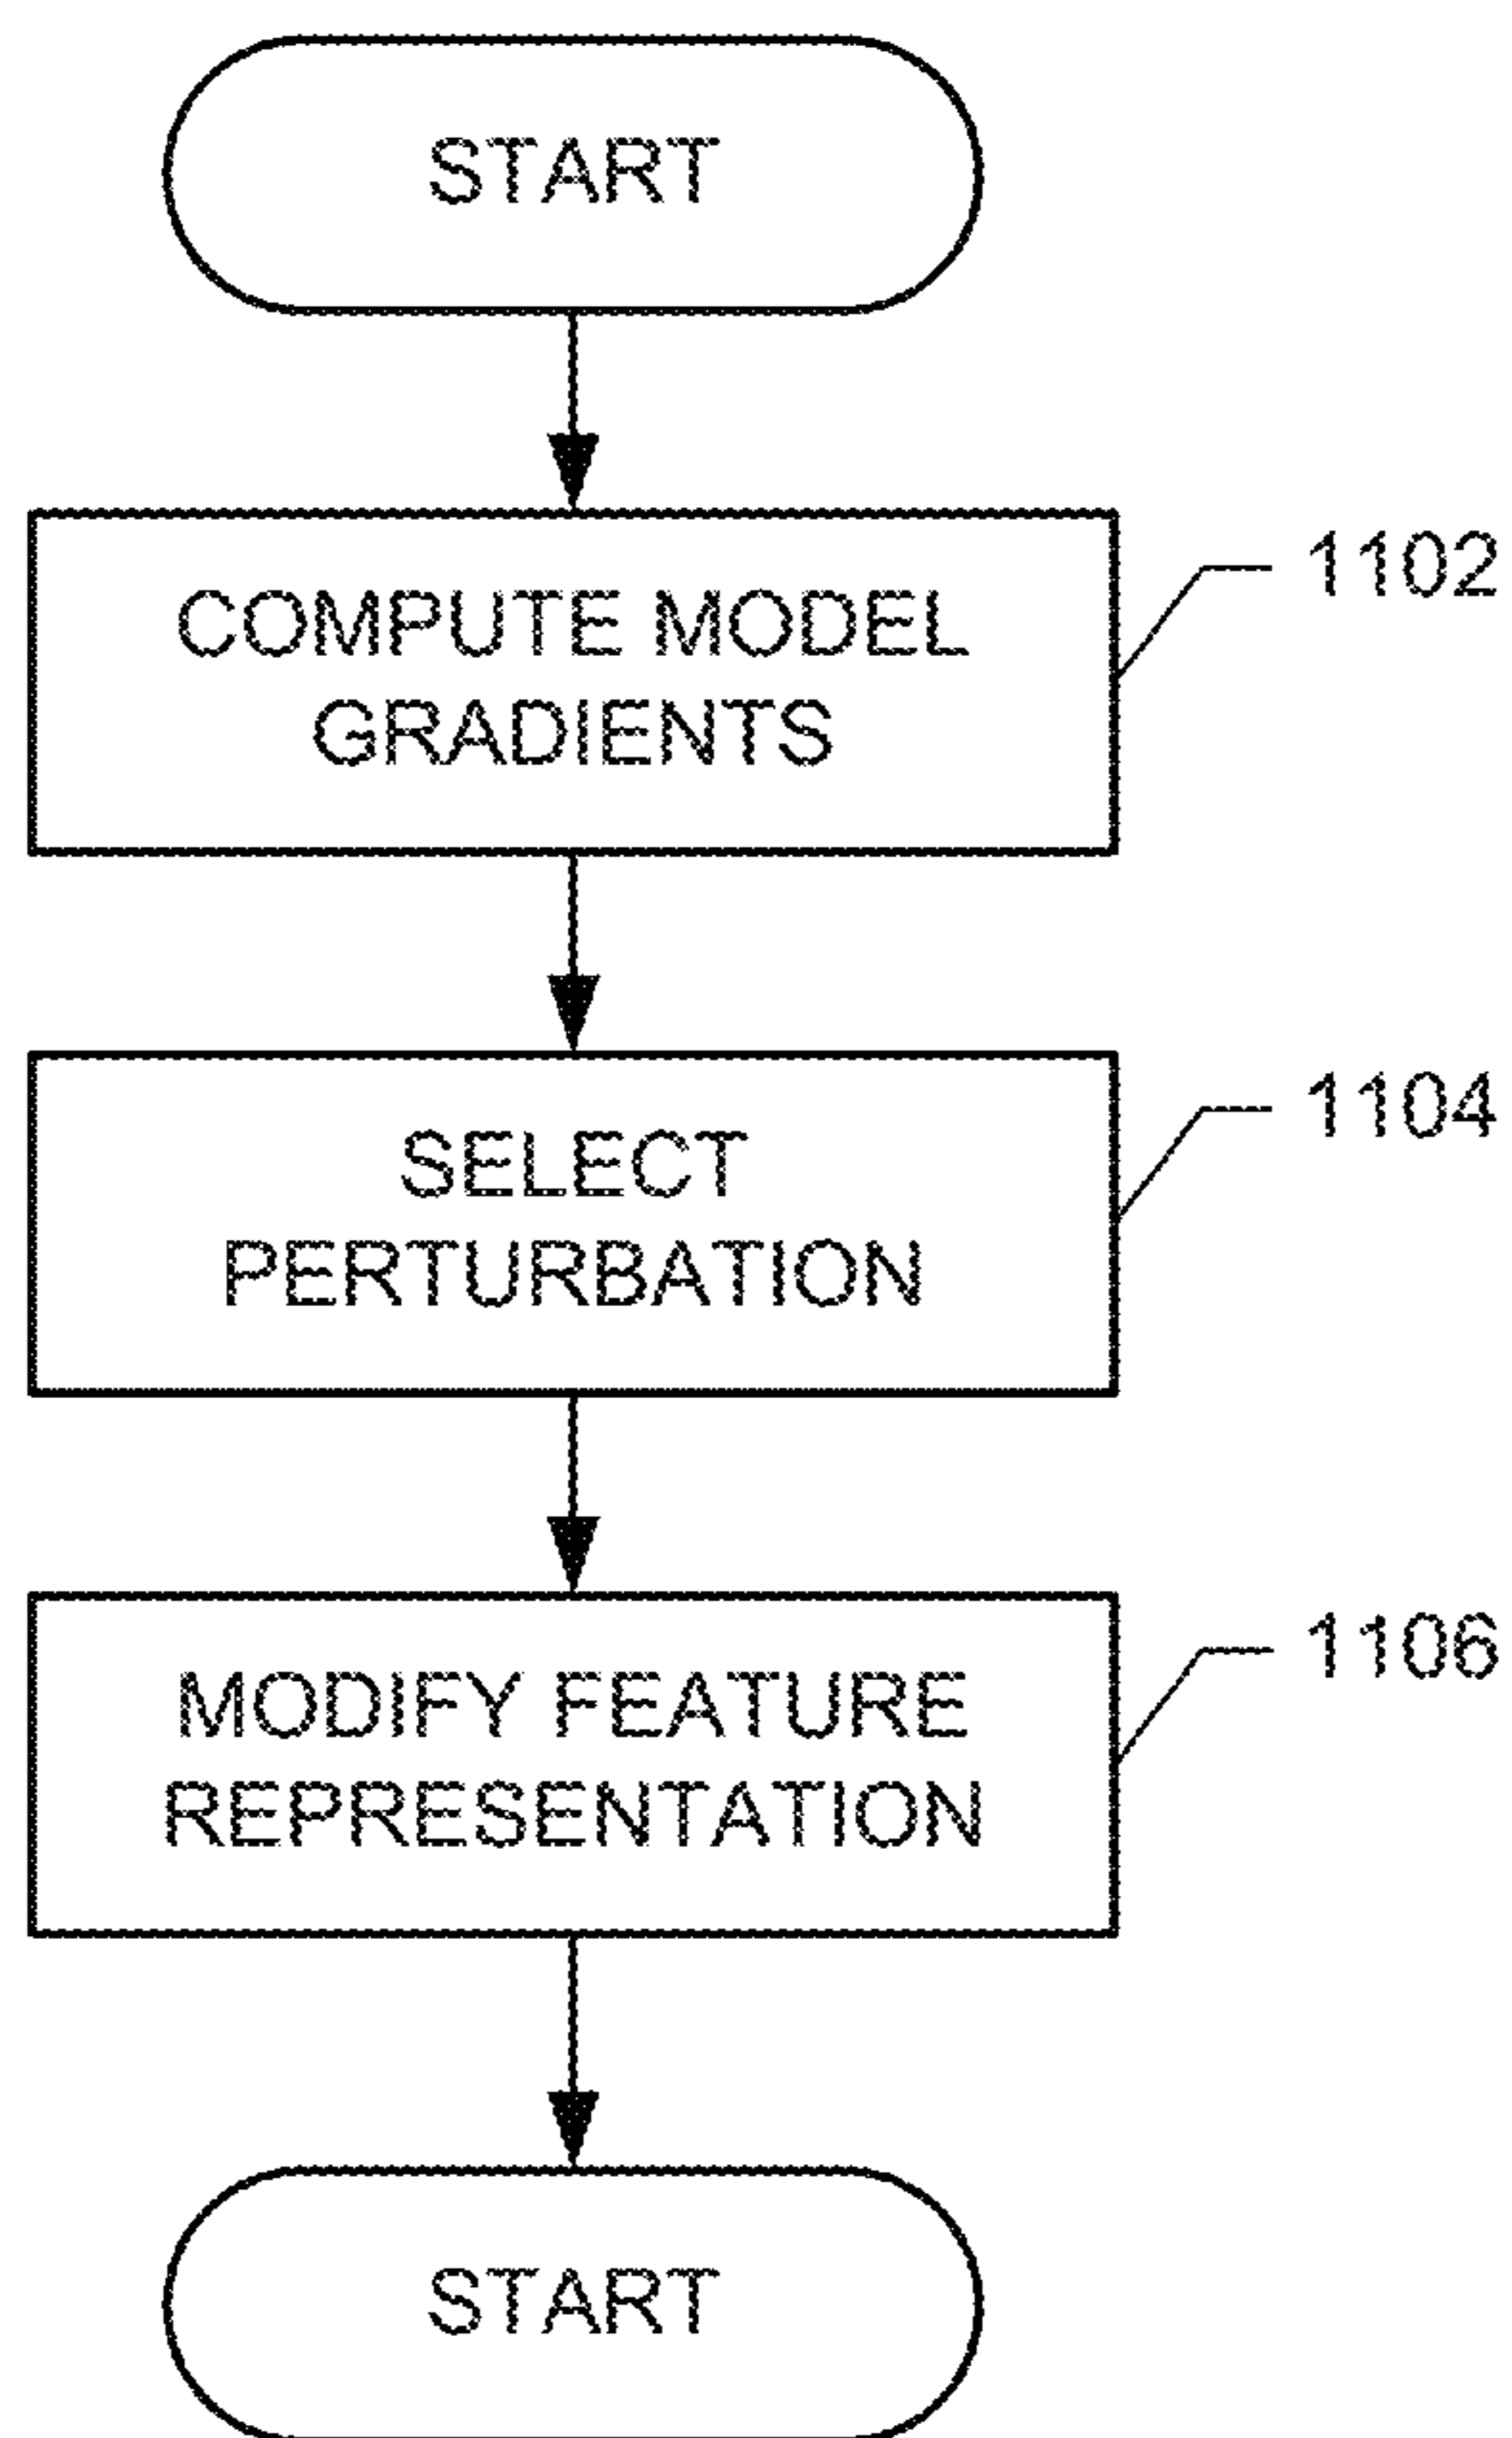 START
COMPUTE MODEL
GRADIENTS
1102
SELECT
PERTURBATION
1104
MODIFY FEATURE
REPRESENTATION
1106
START